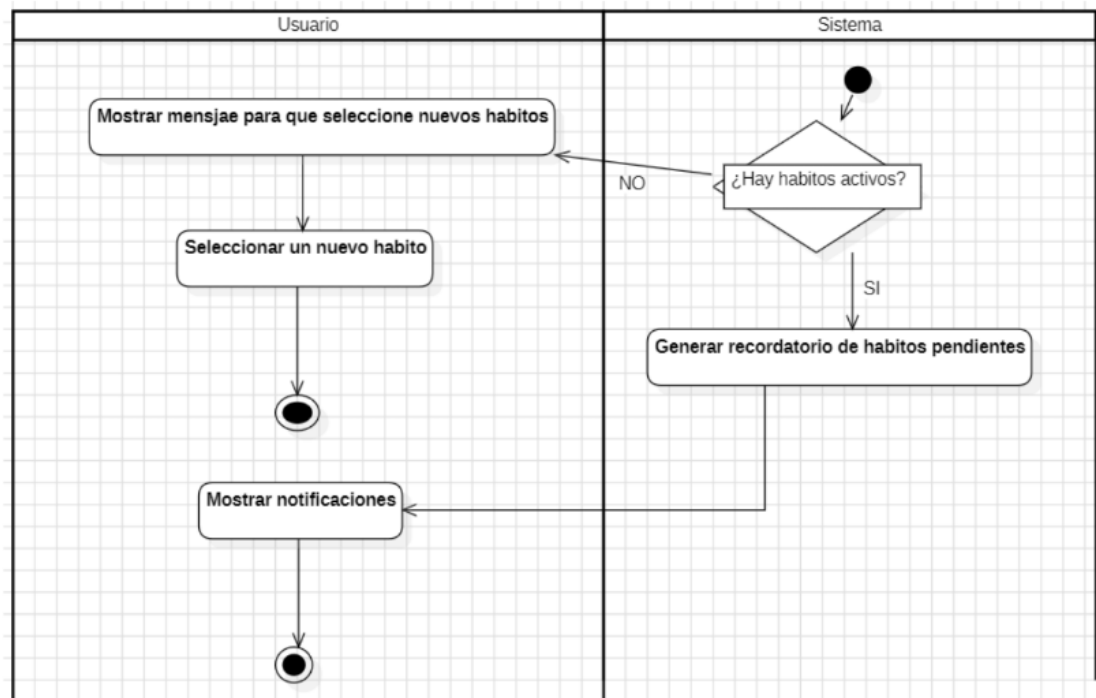 Usuario
Sistema
Mostrar mensjae para que seleccione nuevos habitos
¿Hay habitos activos?
NO
Seleccionar un nuevo habito
SI
Generar recordatorio de habitos pendientes
Mostrar notificaciones